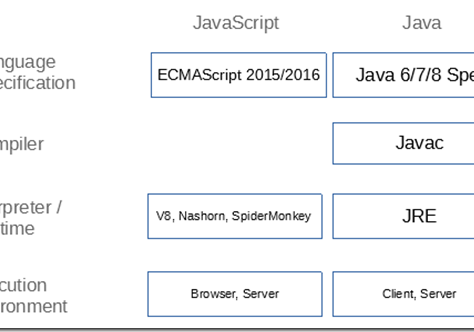 JavaScript Java
nguage
ecification
ECMAScript 2015/2016
Java 6/7/8 Spe
mpiler
Javac
rpreter /
time
V8, Nashorn, SpiderMonkey
JRE
cution
ironment
Browser, Server
Client, Server